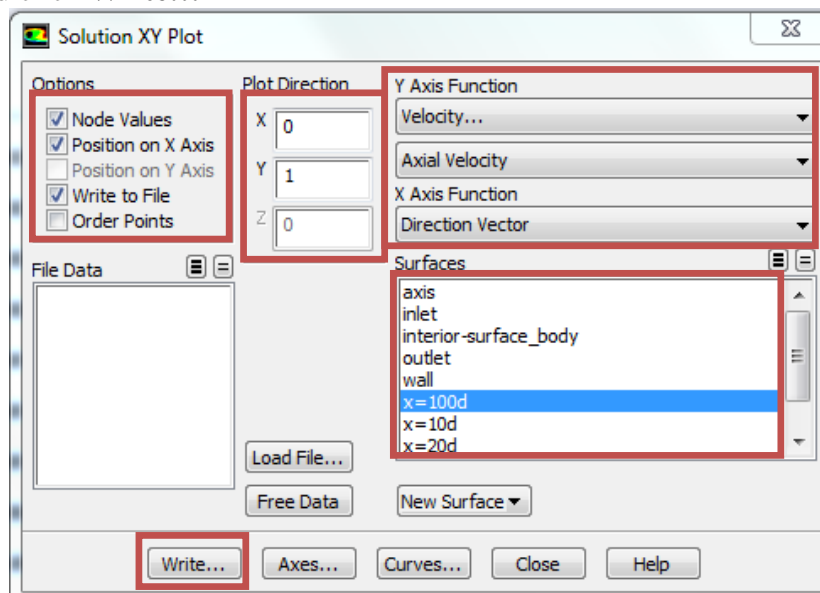 Solution XY Plot
Options
Node Values
Position on X Axis
Position on Y Axis
Write to File
Order Points
Plot Direction
X 0
Y 1
Z 0
Y Axis Function
Velocity...
Axial Velocity
X Axis Function
Direction Vector
File Data
Surfaces
axis
inlet
interior-surface_body
outlet
wall
x=100d
x=10d
x=20d
Load File...
Free Data
New Surface
Write...
Axes...
Curves...
Close
Help